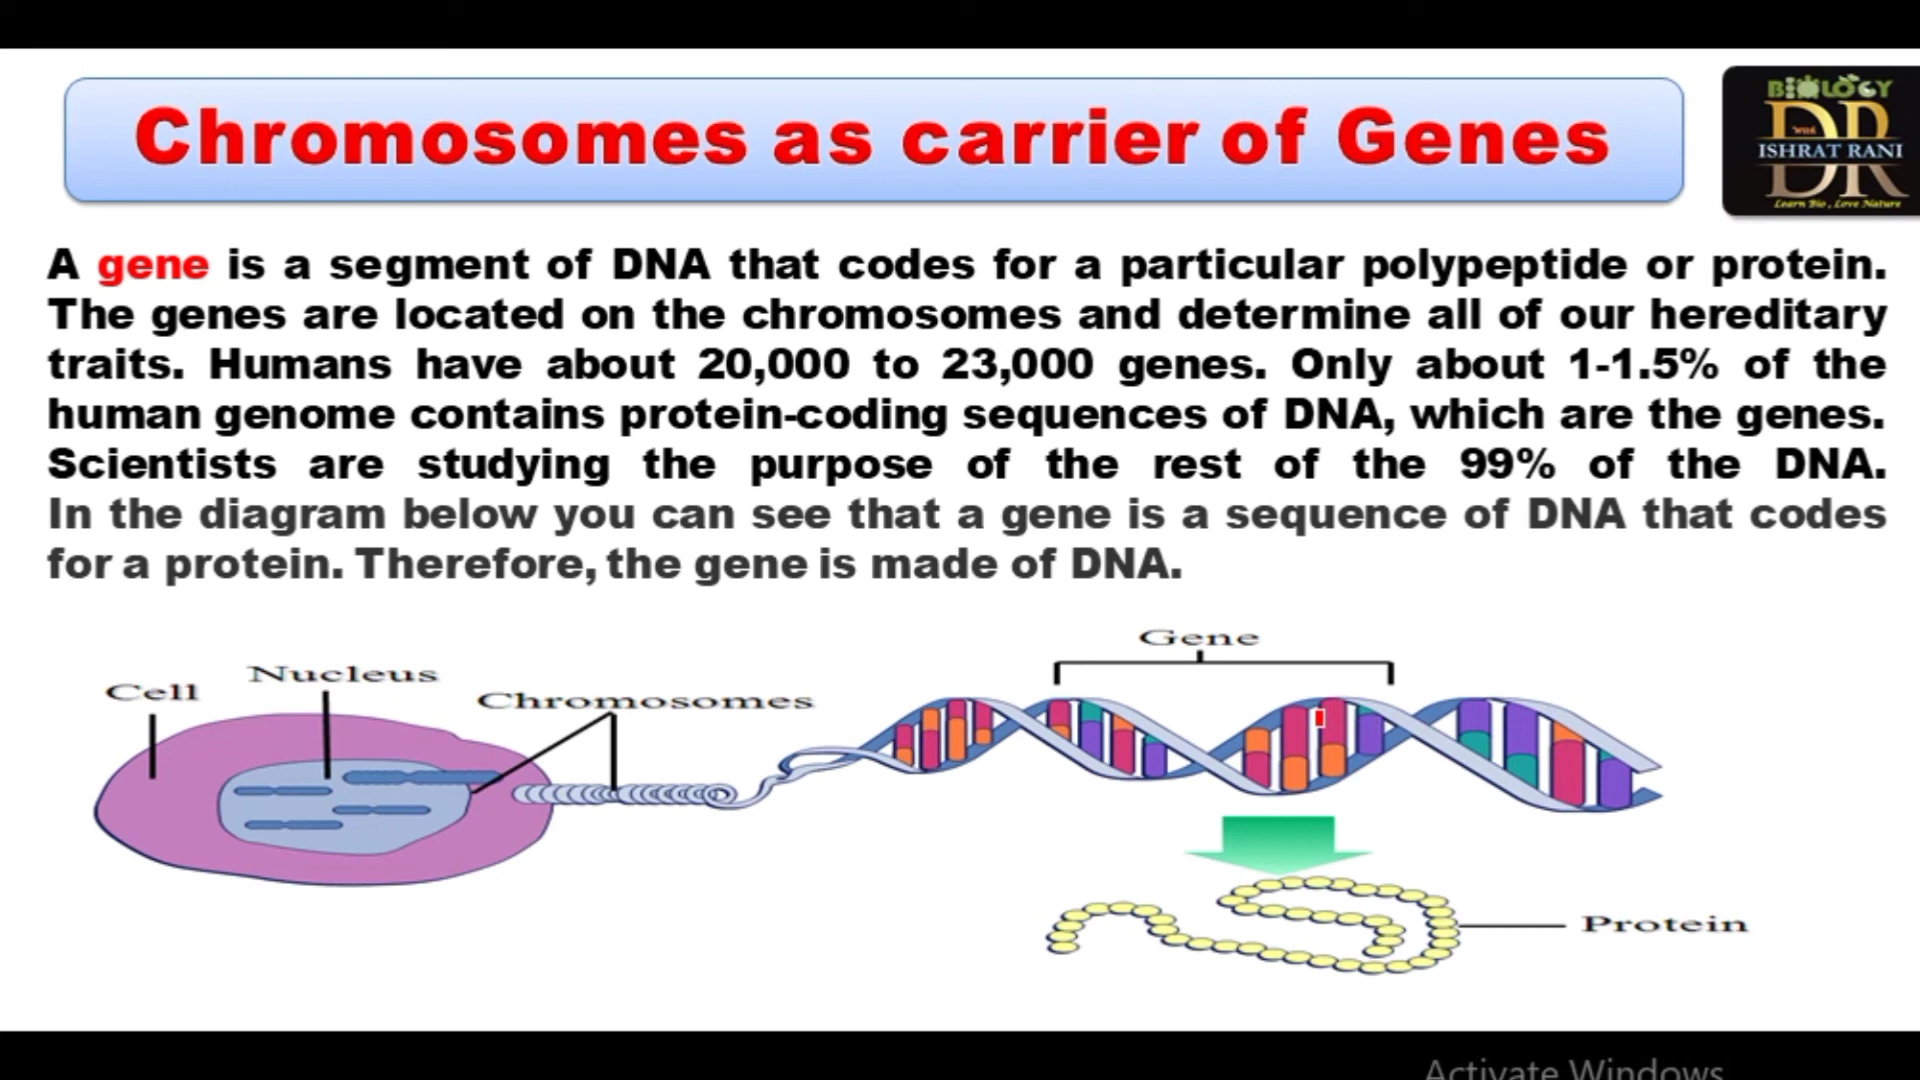 Chromosomes as carrier of Genes
BIOLOGY
With
DR
ISHRAT RANI
Learn Bio , Love Nature
A gene is a segment of DNA that codes for a particular polypeptide or protein.
The genes are located on the chromosomes and determine all of our hereditary
traits. Humans have about 20,000 to 23,000 genes. Only about 1-1.5% of the
human genome contains protein-coding sequences of DNA, which are the genes.
Scientists are studying the purpose of the rest of the 99% of the DNA.
In the diagram below you can see that a gene is a sequence of DNA that codes
for a protein. Therefore, the gene is made of DNA.
Gene
Nucleus
Cell
Chromosomes
Protein
Activate Windows